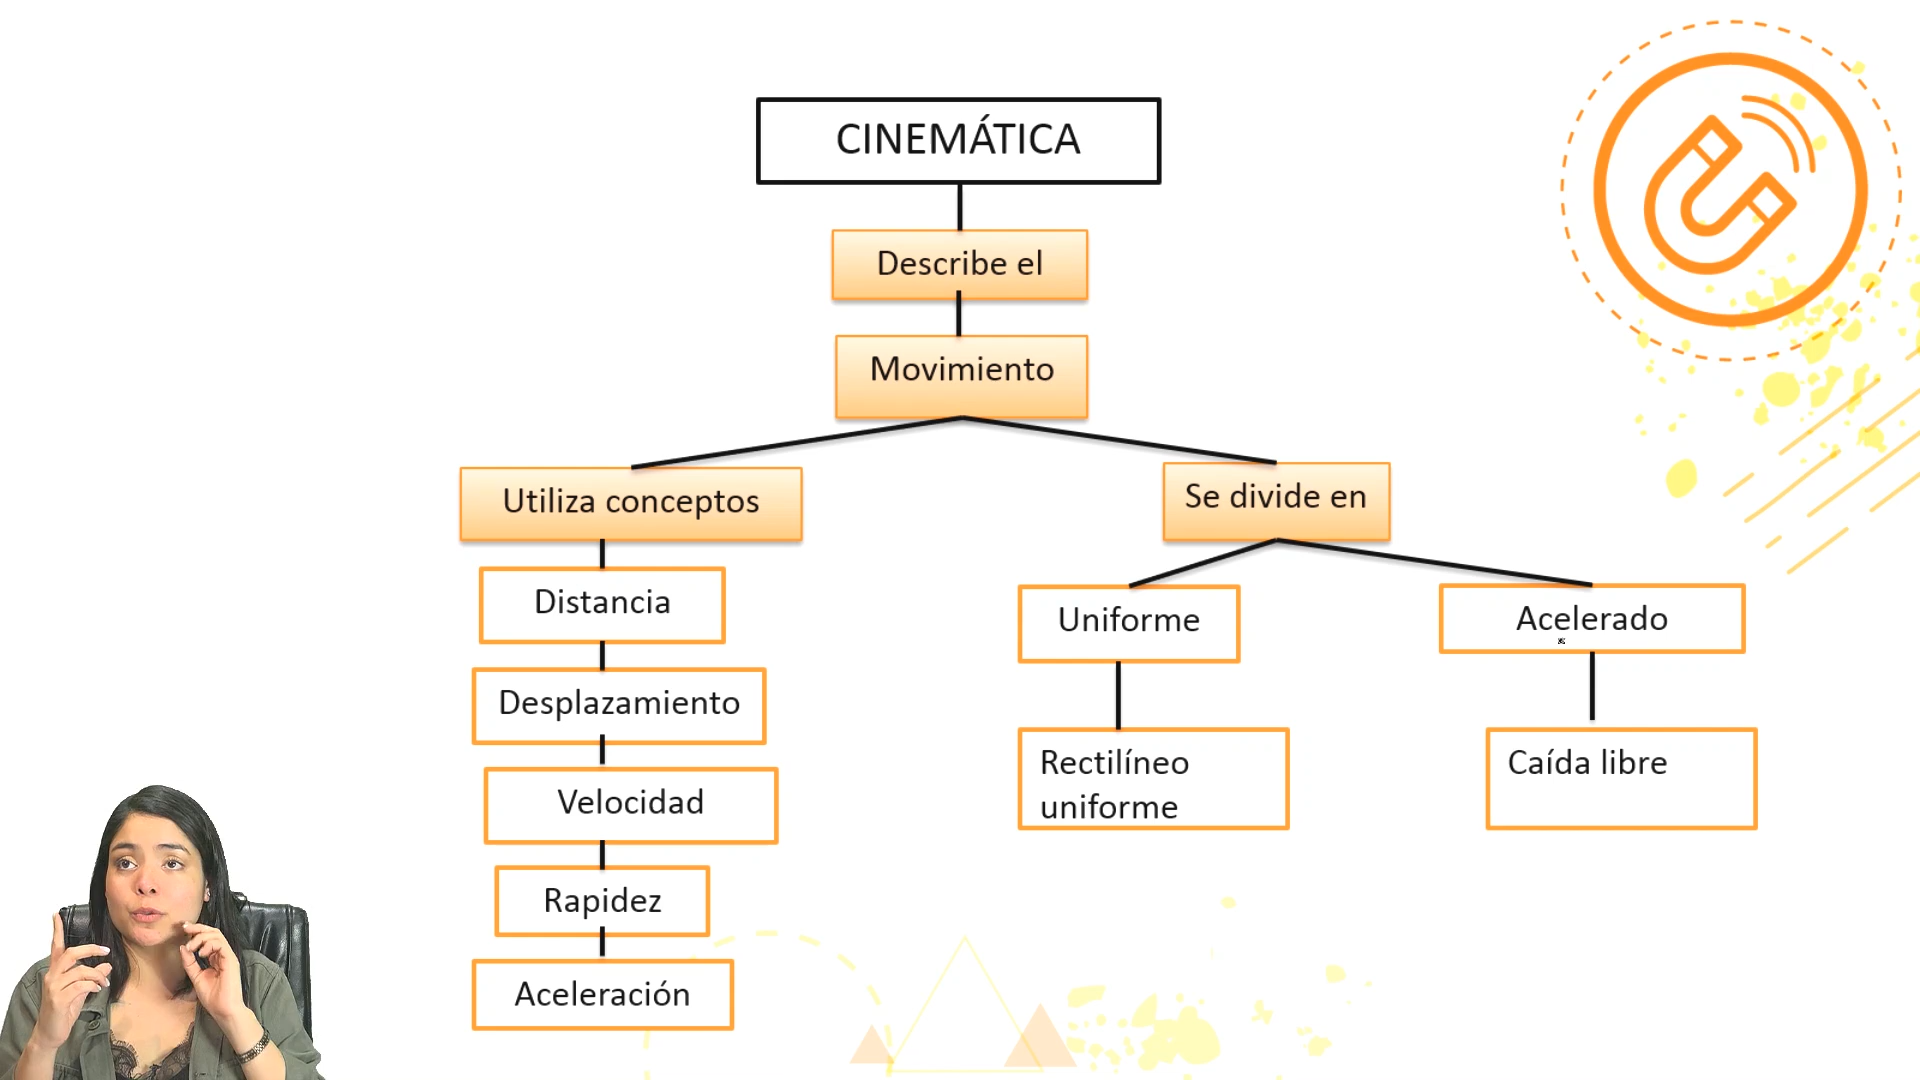 CINEMÁTICA
Describe el
Movimiento
Utiliza conceptos
Se divide en
Distancia
Uniforme
Acelerado
Desplazamiento
Rectilíneo
uniforme
Caída libre
Velocidad
Rapidez
Aceleración